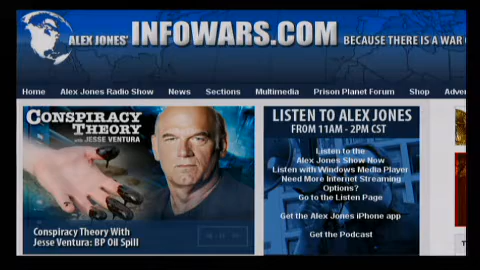 ALEX JONES' INFOWARS.COM BECAUSE THERE IS A WAR
Home Alex Jones Radio Show News Sections Multimedia Prison Planet Forum Shop Adver
CONSPIRACY
THEORY
WITH JESSE VENTURA
Conspiracy Theory With
Jesse Ventura: BP Oil Spill
LISTEN TO ALEX JONES
FROM 11AM - 2PM CST
Listen to the
Alex Jones Show Now
Listen with Windows Media Player
Need More Internet Streaming
Options?
Go to the Listen Page
Get the Alex Jones iPhone app
Get the Podcast